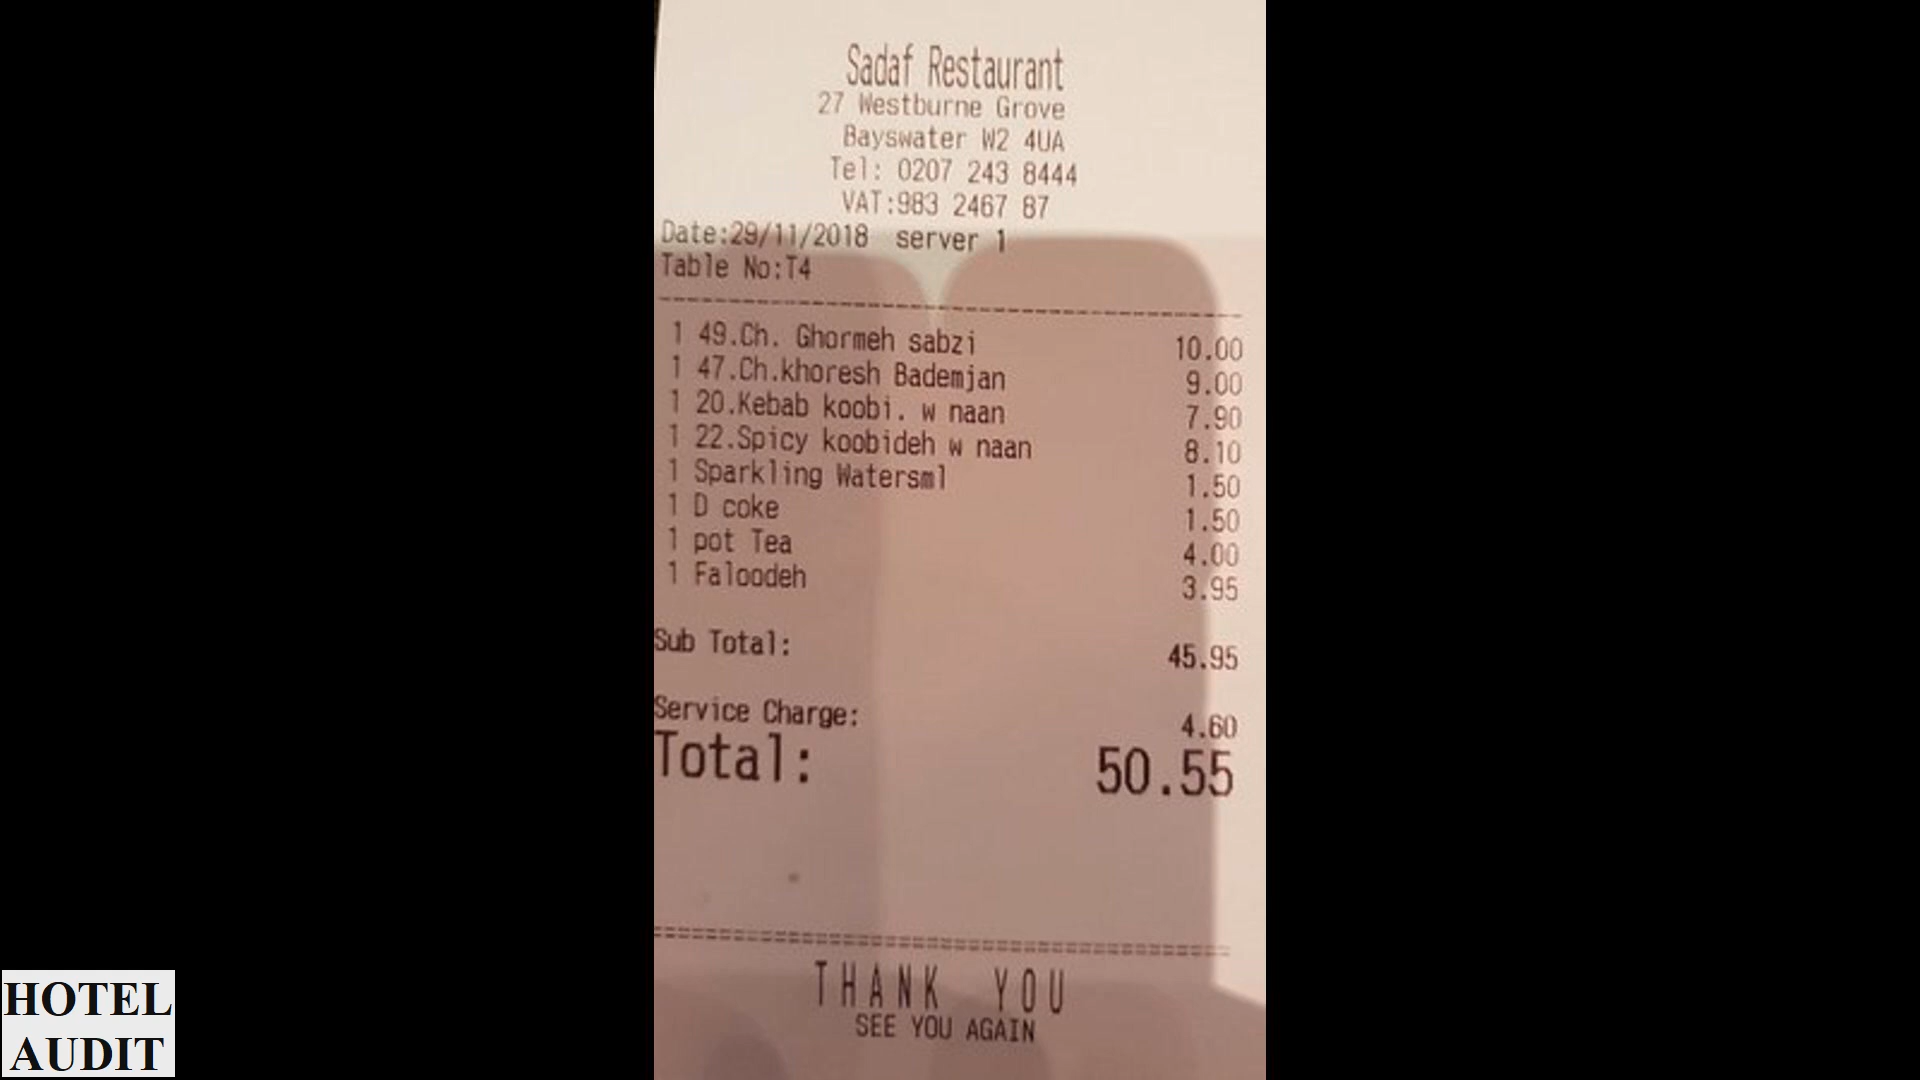 Sadaf Restaurant
27 Westburne Grove
Bayswater W2 4UA
Tel: 0207 243 8444
VAT:983 2467 87
Date:29/11/2018 server 1
Table No:T4
1 49.Ch. Ghormeh sabzi 10.00
1 47.Ch.khoresh Bademjan 9.00
1 20.Kebab koobi. w naan 7.90
1 22.Spicy koobideh w naan 8.10
1 Sparkling Watersml 1.50
1 D coke 1.50
1 pot Tea 4.00
1 Faloodeh 3.95
Sub Total: 45.95
Service Charge: 4.60
Total: 50.55
THANK YOU
SEE YOU AGAIN
HOTEL
AUDIT